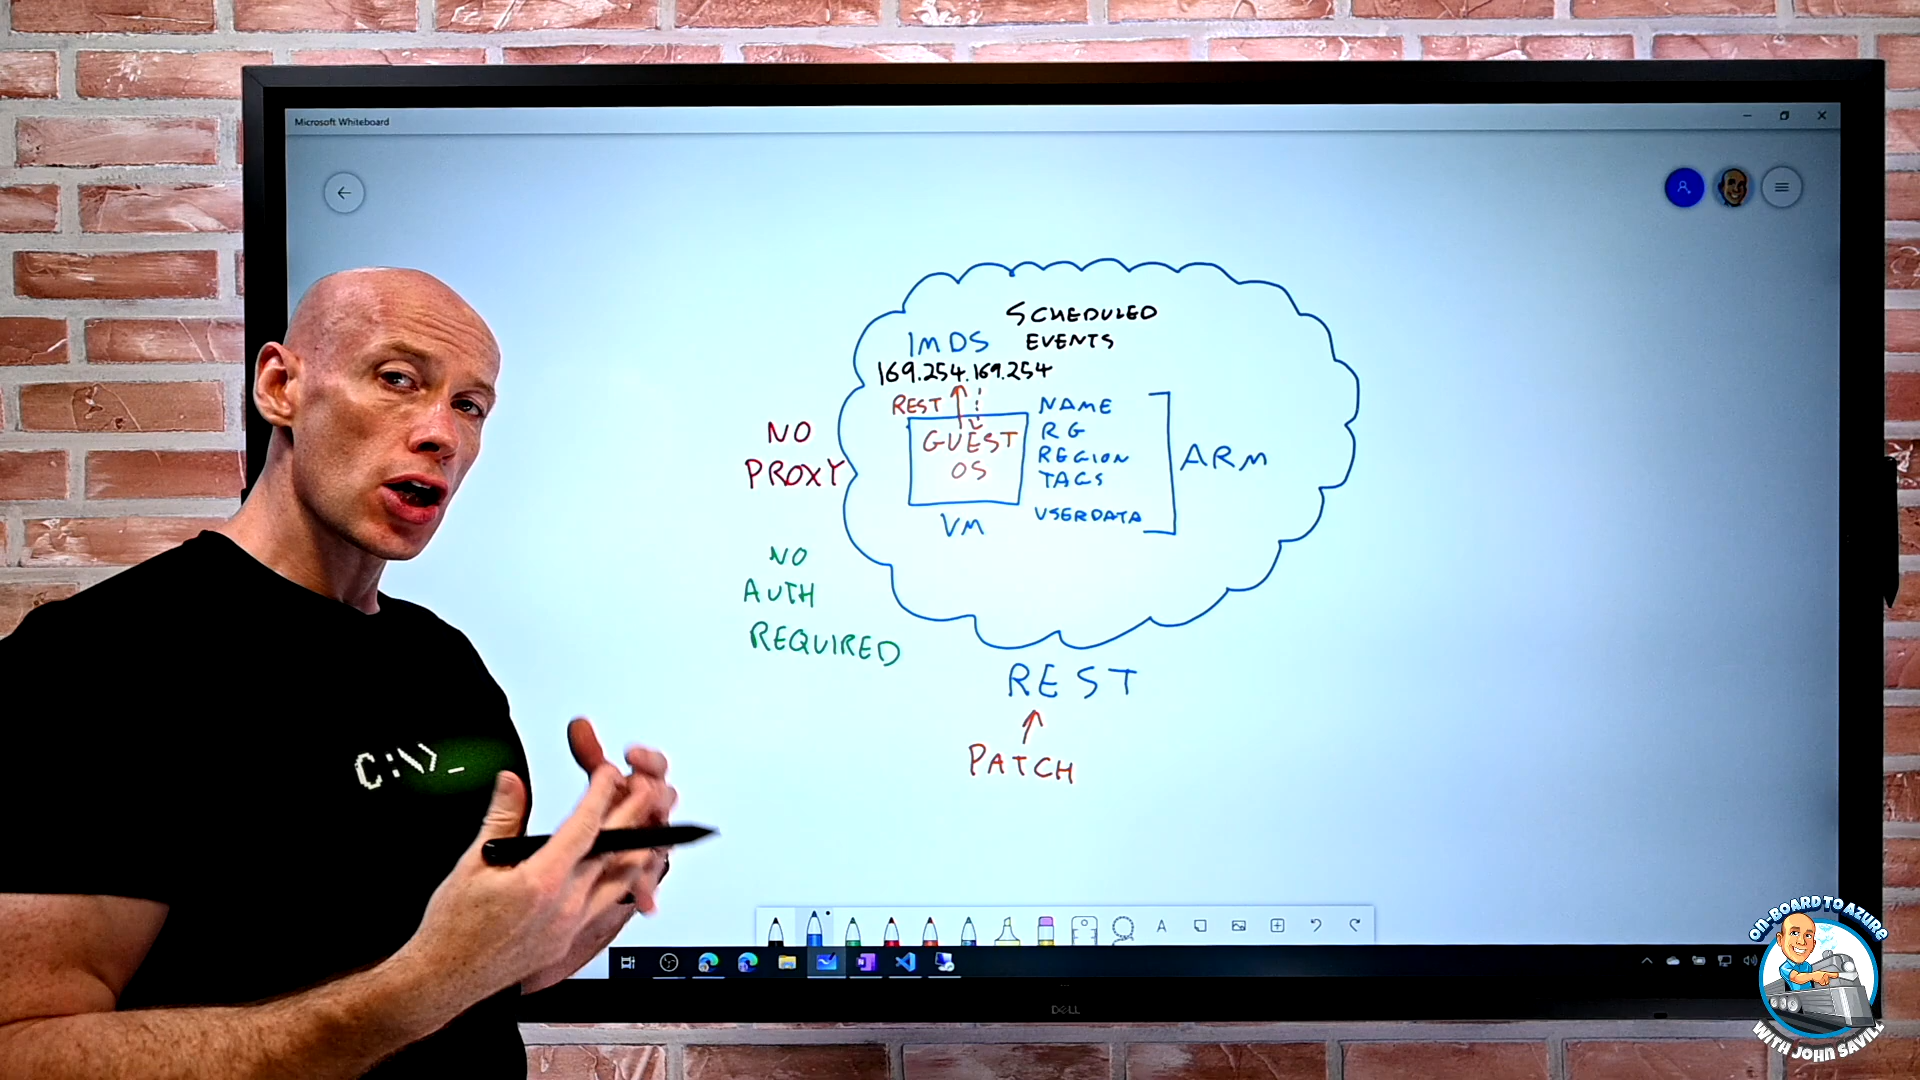 Microsoft Whiteboard
SCHEDULED
EVENTS
IMDS
169.254.169.254
REST
NAME
RG
REGION
TAGS
USERDATA
ARM
GUEST
OS
VM
NO
PROXY
NO
AUTH
REQUIRED
REST
PATCH
C:\>_
A
DELL
ON-BOARD TO AZURE
WITH JOHN SAVILL